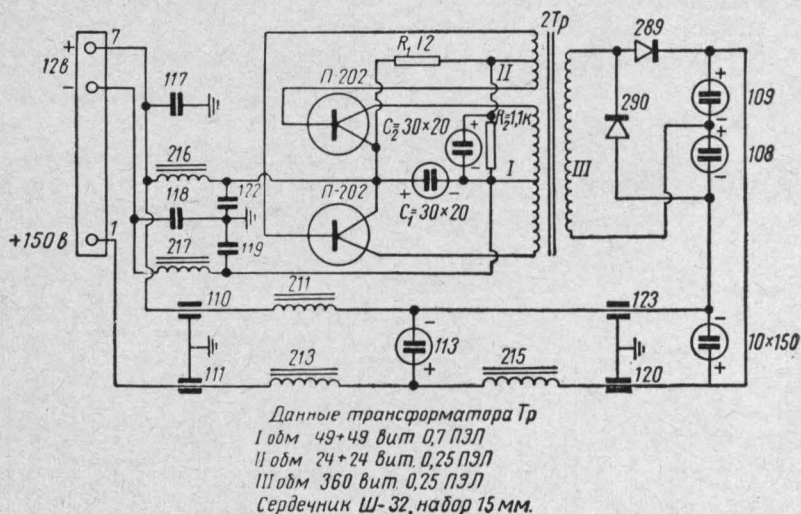 + 7
12в
−
+150 в
1
117
216
118
217
122
119
П-202
П-202
R₁ 12
II
C₂=30×20
+
−
R₂=1,1к
I
+
−
C₁=30×20
2Тр
III
289
290
+
−
109
108
−
110
211
111
213
−
113
+
215
123
120
−
10×150
+
Данные трансформатора Тр
I обм 49+49 вит 0,7 ПЭЛ
II обм 24+24 вит. 0,25 ПЭЛ
III обм 360 вит. 0,25 ПЭЛ
Сердечник Ш-32, набор 15 мм.